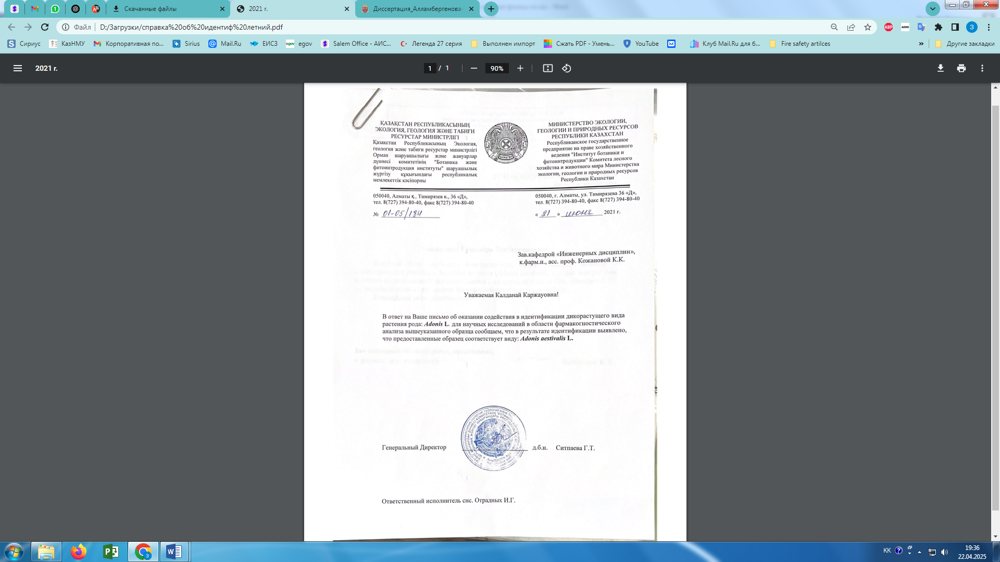 Скачанные файлы
2021 г.
Диссертация_Алламбергенова-
Файл
D:/Загрузки/справка%20об%20идентиф%20летний.pdf
Сириус
КазНМУ
Корпоративная по...
Sirius
Mail.Ru
ЕИСЗ
egov
Salem Office - АИС...
Легенда 27 серия
Выполнен импорт
Сжать PDF - Умень...
YouTube
Клуб Mail.Ru для б...
Fire safety artilces
»
Другие закладки
2021 г.
1 / 1
90%
ҚАЗАҚСТАН РЕСПУБЛИКАСЫНЫҢ
ЭКОЛОГИЯ, ГЕОЛОГИЯ ЖӘНЕ ТАБИҒИ
РЕСУРСТАР МИНИСТРЛІГІ
Қазақстан Республикасының Экология,
геология және табиғи ресурстар министрлігі
Орман шаруашылығы және жануарлар
дүниесі комитетінің "Ботаника және
фитоинтродукция институты" шаруашылық
жүргізу құқығындағы республикалық
мемлекеттік кәсіпорны
МИНИСТЕРСТВО ЭКОЛОГИИ,
ГЕОЛОГИИ И ПРИРОДНЫХ РЕСУРСОВ
РЕСПУБЛИКИ КАЗАХСТАН
Республиканское государственное
предприятие на праве хозяйственного
ведения "Институт ботаники и
фитоинтродукции" Комитета лесного
хозяйства и животного мира Министерства
экологии, геологии и природных ресурсов
Республики Казахстан
050040, Алматы қ., Тимирязев к., 36 «Д»,
тел. 8(727) 394-80-40, факс 8(727) 394-80-40
050040, г. Алматы, ул. Тимирязева 36 «Д»,
тел. 8(727) 394-80-40, факс 8(727) 394-80-40
№ 01-05/184
« 21 » июня 2021 г.
Зав.кафедрой «Инженерных дисциплин»,
к.фарм.н., асс. проф. Кожановой К.К.
Уважаемая Калданай Каржауовна!
В ответ на Ваше письмо об оказании содействия в идентификации дикорастущего вида
растения рода: Adonis L. для научных исследований в области фармакогностического
анализа вышеуказанного образца сообщаем, что в результате идентификации выявлено,
что предоставленные образец соответствует виду: Adonis aestivalis L.
Генеральный Директор
д.б.н. Ситпаева Г.Т.
Ответственный исполнитель снс. Отрадных И.Г.
KK
19:36
22.04.2025